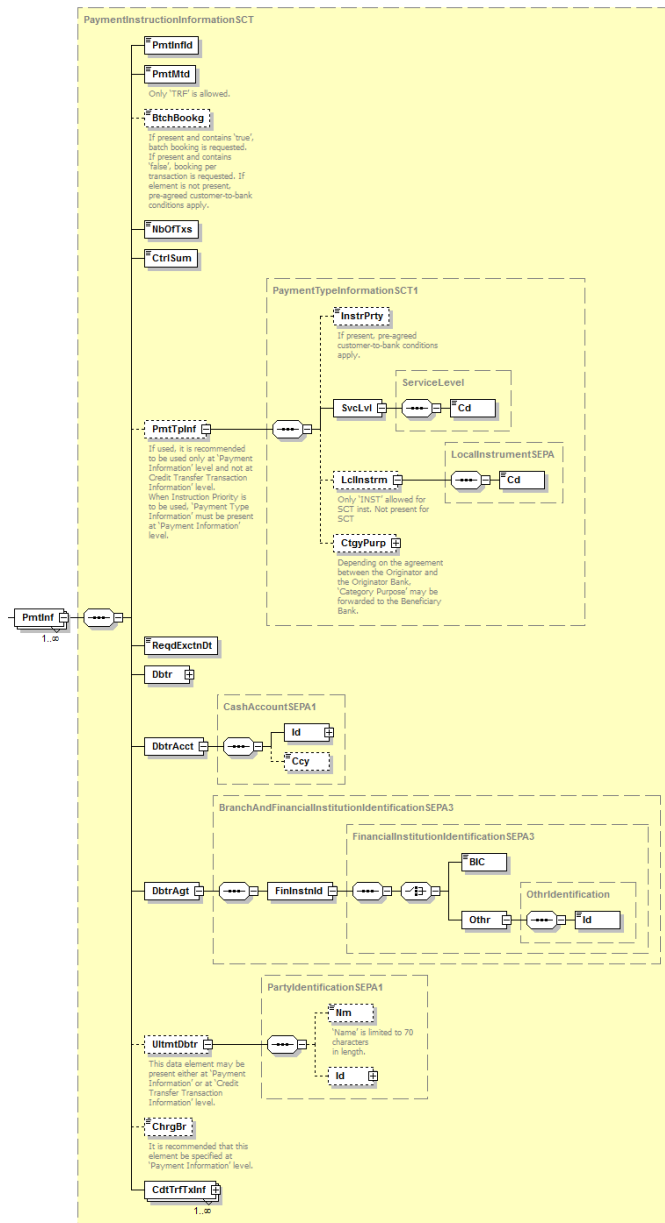 PaymentInstructionInformationSCT
PmtInfId
PmtMtd
Only 'TRF' is allowed.
BtchBookg
If present and contains 'true',
batch booking is requested.
If present and contains
'false', booking per
transaction is requested. If
element is not present,
pre-agreed customer-to-bank
conditions apply.
NbOfTxs
CtrlSum
PaymentTypeInformationSCT1
InstrPrty
If present, pre-agreed
customer-to-bank conditions
apply.
ServiceLevel
SvcLvl
Cd
PmtTpInf
If used, it is recommended
to be used only at 'Payment
Information' level and not at
Credit Transfer Transaction
Information' level.
When Instruction Priority is
to be used, 'Payment Type
Information' must be present
at 'Payment Information'
level.
LocalInstrumentSEPA
LclInstrm
Cd
Only 'INST' allowed for
SCT inst. Not present for
SCT
CtgyPurp
Depending on the agreement
between the Originator and
the Originator Bank.
'Category Purpose' may be
forwarded to the Beneficiary
Bank.
PmtInf
1..∞
ReqdExctnDt
Dbtr
CashAccountSEPA1
Id
DbtrAcct
Ccy
BranchAndFinancialInstitutionIdentificationSEPA3
FinancialInstitutionIdentificationSEPA3
BIC
OthrIdentification
DbtrAgt
FinInstnId
Othr
Id
PartyIdentificationSEPA1
Nm
'Name' is limited to 70
characters
in length.
UltmtDbtr
Id
This data element may be
present either at 'Payment
Information' or at 'Credit
Transfer Transaction
Information' level.
ChrgBr
It is recommended that this
element be specified at
'Payment Information' level.
CdtTrfTxInf
1..∞